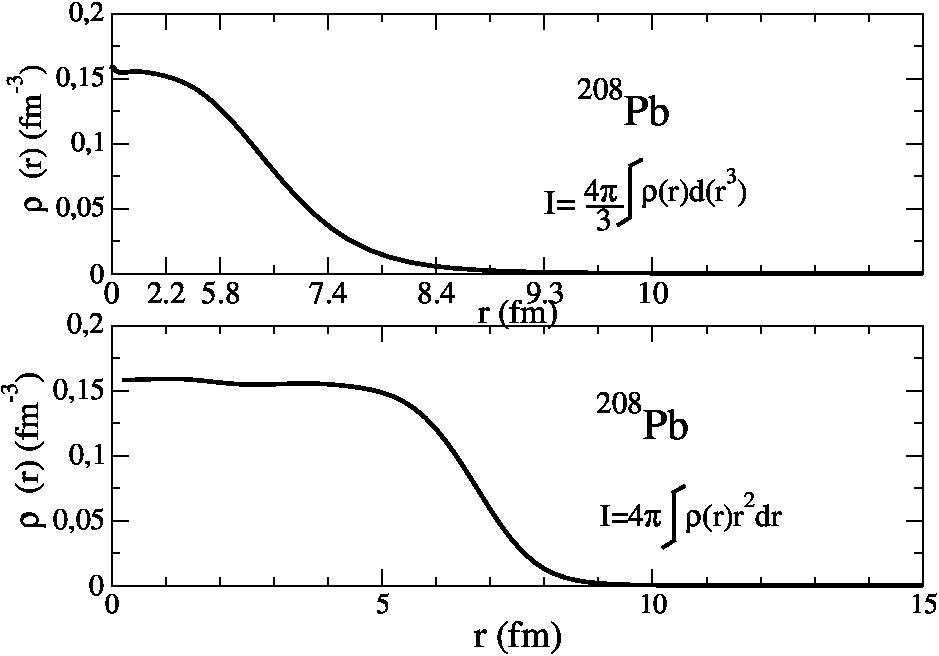 0,2
0,15
0,1
0,05
0
ρ (r) (fm⁻³)
²⁰⁸Pb
I= 4π/3 ∫ρ(r)d(r³)
0 2.2 5.8 7.4 8.4 9.3 10
r (fm)
0,2
0,15
0,1
0,05
0
ρ (r) (fm⁻³)
²⁰⁸Pb
I=4π∫ρ(r)r²dr
0 5 10 15
r (fm)